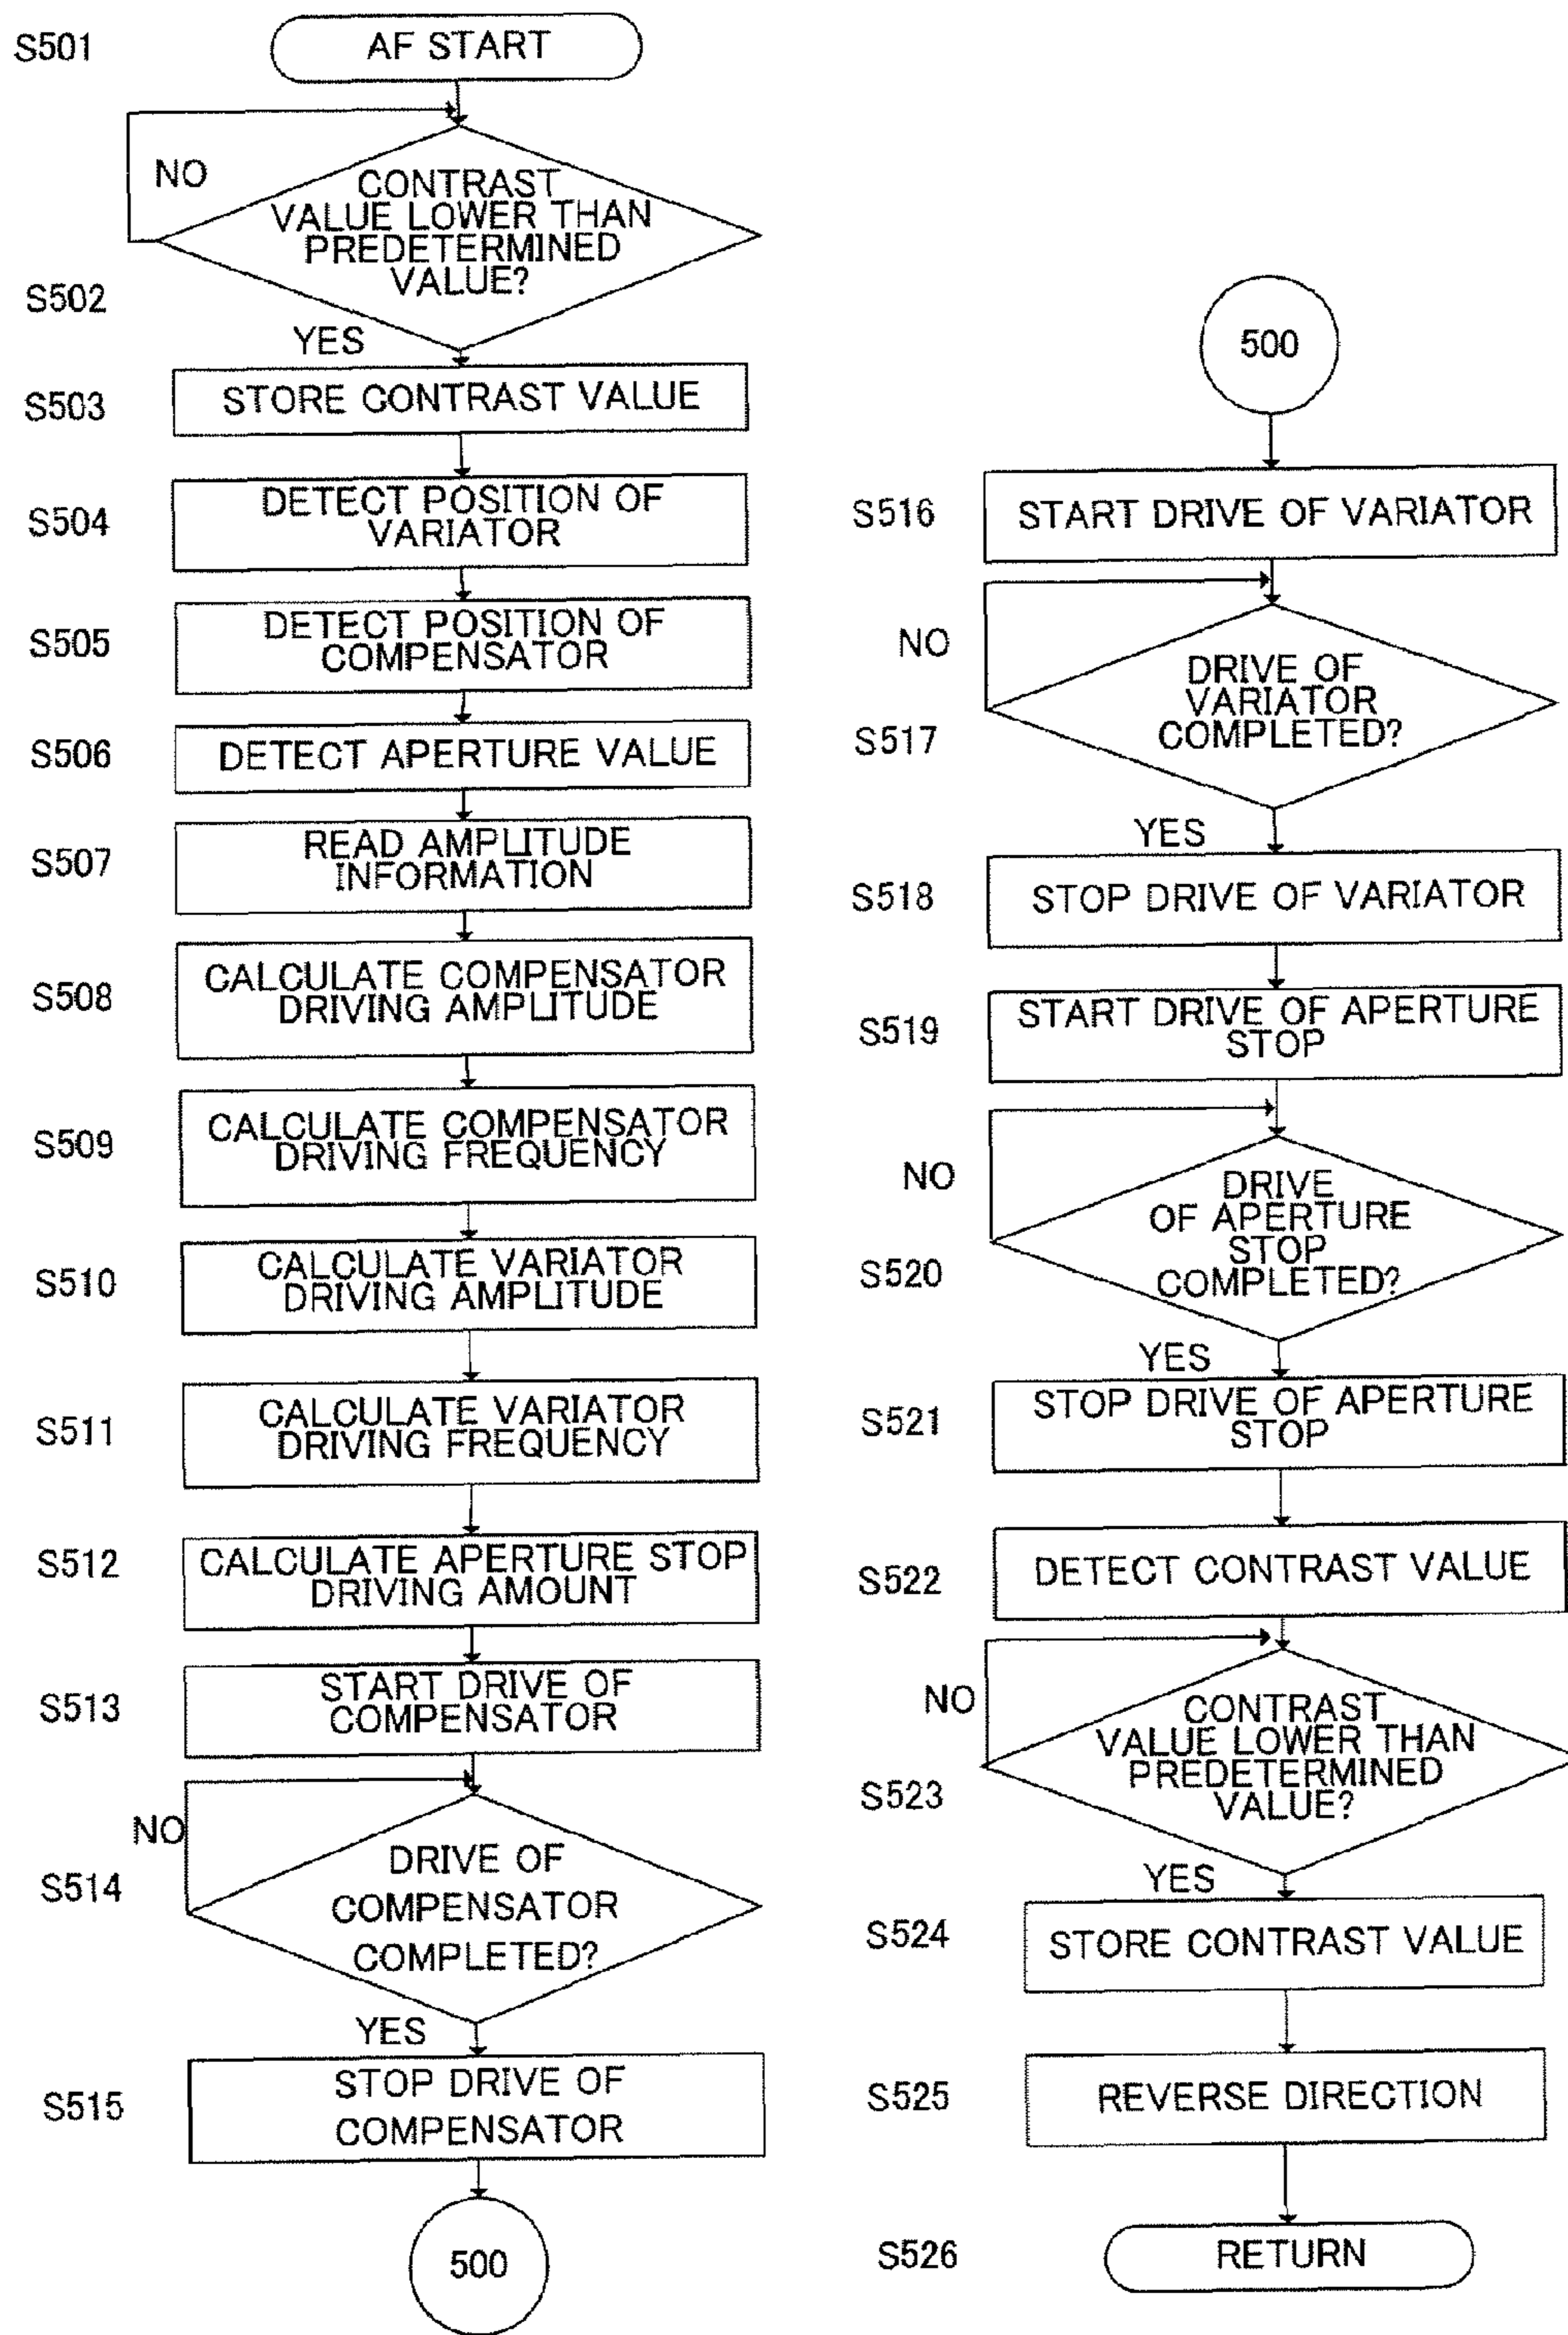 S501
AF START
NO
CONTRAST
VALUE LOWER THAN
PREDETERMINED
VALUE?
S502
YES
S503
STORE CONTRAST VALUE
S504
DETECT POSITION OF
VARIATOR
S505
DETECT POSITION OF
COMPENSATOR
S506
DETECT APERTURE VALUE
S507
READ AMPLITUDE
INFORMATION
S508
CALCULATE COMPENSATOR
DRIVING AMPLITUDE
S509
CALCULATE COMPENSATOR
DRIVING FREQUENCY
S510
CALCULATE VARIATOR
DRIVING AMPLITUDE
S511
CALCULATE VARIATOR
DRIVING FREQUENCY
S512
CALCULATE APERTURE STOP
DRIVING AMOUNT
S513
START DRIVE OF
COMPENSATOR
NO
S514
DRIVE OF
COMPENSATOR
COMPLETED?
YES
S515
STOP DRIVE OF
COMPENSATOR
500
500
S516
START DRIVE OF VARIATOR
NO
DRIVE OF
VARIATOR
COMPLETED?
S517
YES
S518
STOP DRIVE OF VARIATOR
S519
START DRIVE OF APERTURE
STOP
NO
DRIVE
OF APERTURE
STOP
COMPLETED?
S520
YES
S521
STOP DRIVE OF APERTURE
STOP
S522
DETECT CONTRAST VALUE
NO
CONTRAST
VALUE LOWER THAN
PREDETERMINED
VALUE?
S523
YES
S524
STORE CONTRAST VALUE
S525
REVERSE DIRECTION
S526
RETURN